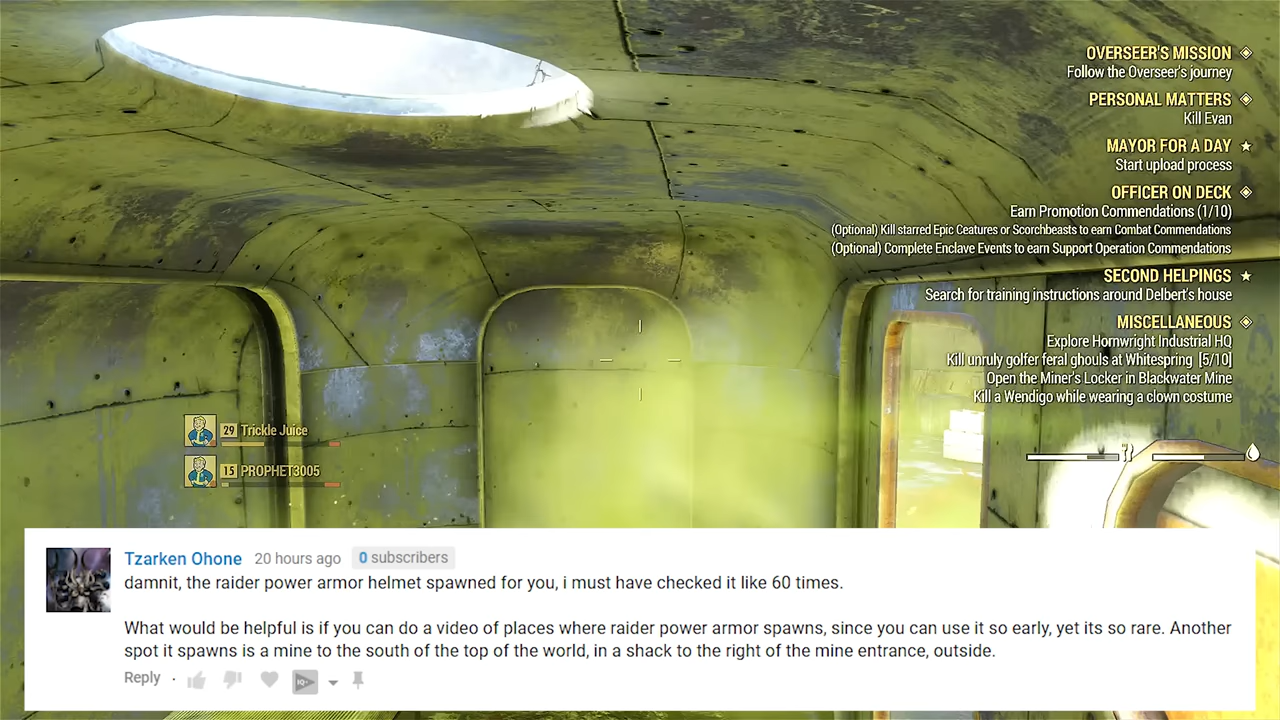 OVERSEER'S MISSION
Follow the Overseer's journey
PERSONAL MATTERS
Kill Evan
MAYOR FOR A DAY
Start upload process
OFFICER ON DECK
Earn Promotion Commendations (1/10)
(Optional) Kill starred Epic Ceatures or Scorchbeasts to earn Combat Commendations
(Optional) Complete Enclave Events to earn Support Operation Commendations
SECOND HELPINGS
Search for training instructions around Delbert's house
MISCELLANEOUS
Explore Hornwright Industrial HQ
Kill unruly golfer feral ghouls at Whitespring [5/10]
Open the Miner's Locker in Blackwater Mine
Kill a Wendigo while wearing a clown costume
29 Trickle Juice
15 PROPHET3005
Tzarken Ohone 20 hours ago 0 subscribers
damnit, the raider power armor helmet spawned for you, i must have checked it like 60 times.
What would be helpful is if you can do a video of places where raider power armor spawns, since you can use it so early, yet its so rare. Another
spot it spawns is a mine to the south of the top of the world, in a shack to the right of the mine entrance, outside.
Reply · IQ+